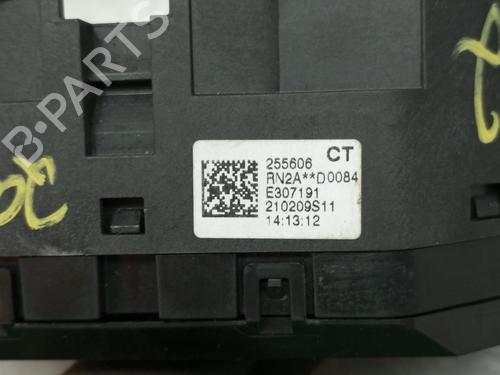 255606 CT
RN2A**D0084
E307191
210209S11
14:13:12
B-PARTS